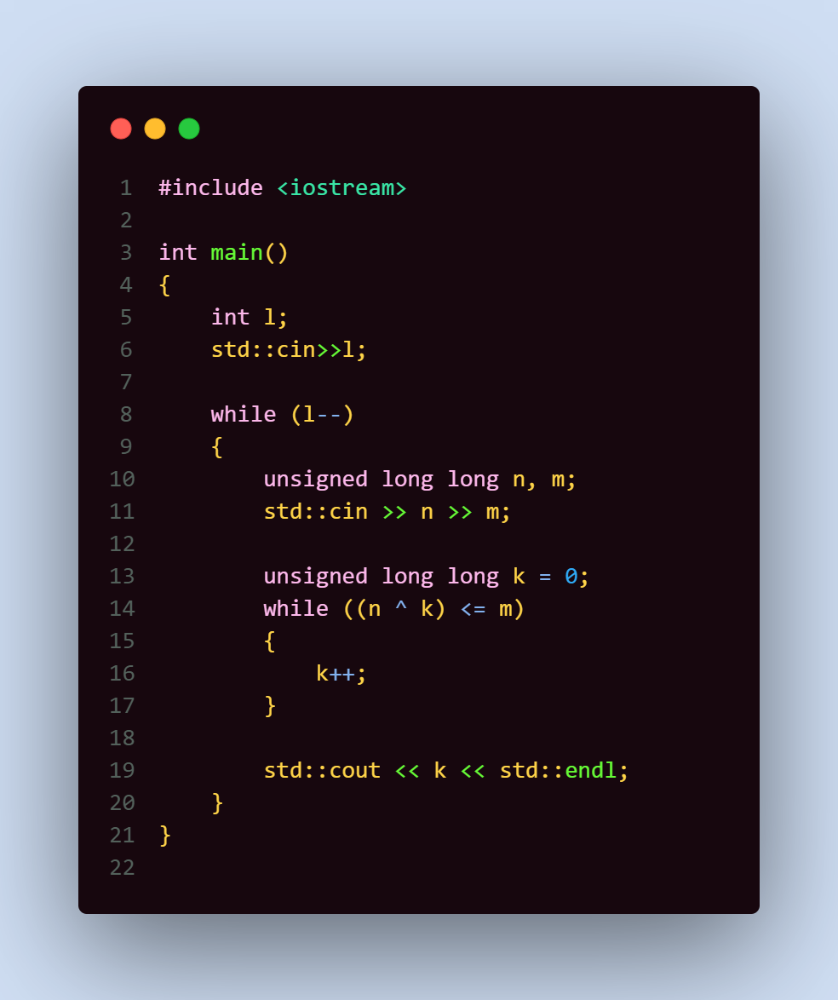 1 #include <iostream>
2
3 int main()
4 {
5     int l;
6     std::cin>>l;
7
8     while (l--)
9     {
10         unsigned long long n, m;
11         std::cin >> n >> m;
12
13         unsigned long long k = 0;
14         while ((n ^ k) <= m)
15         {
16             k++;
17         }
18
19         std::cout << k << std::endl;
20     }
21 }
22